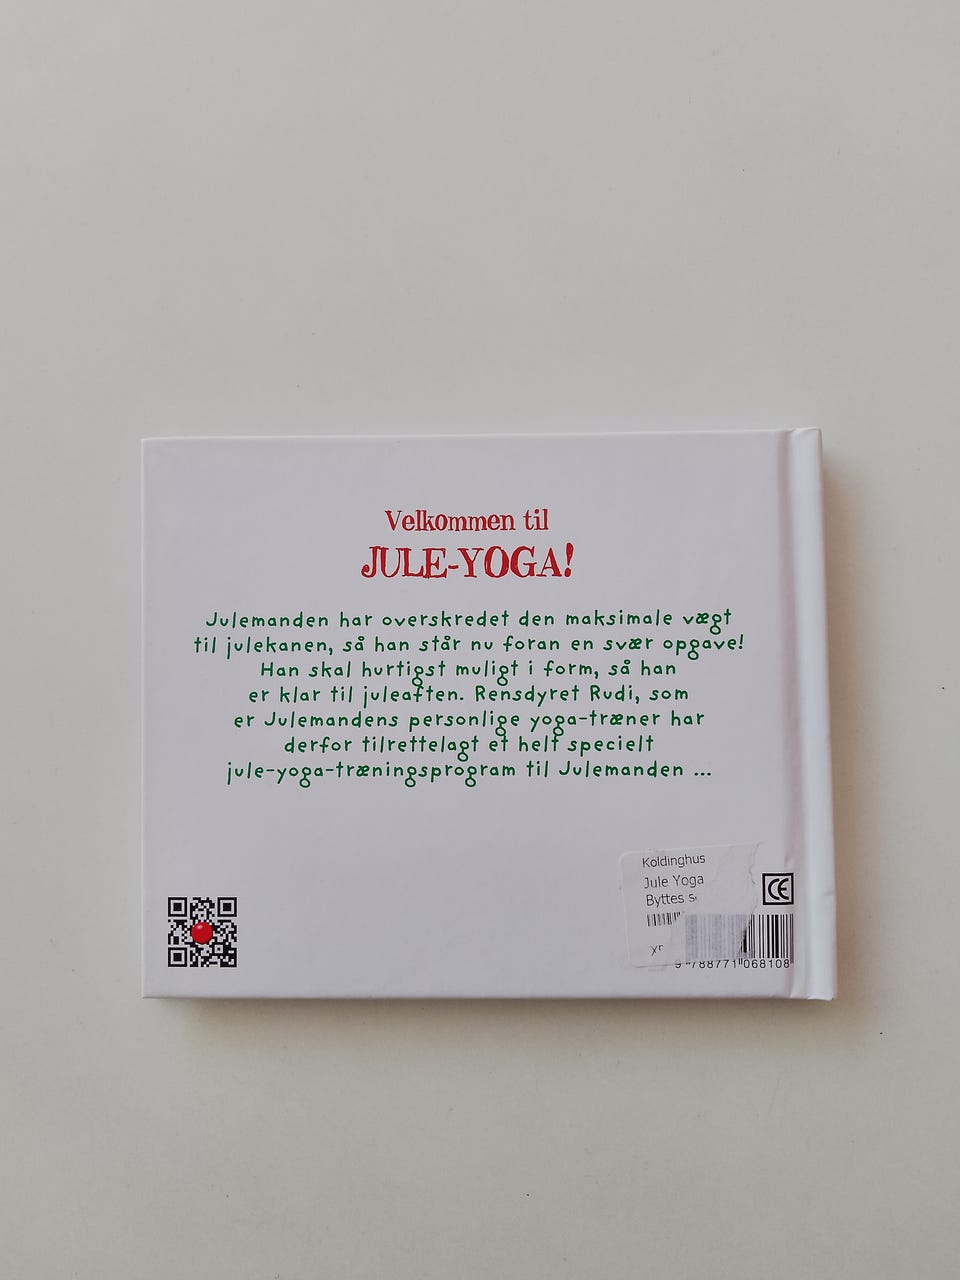 Velkommen til
JULE-YOGA!
Julemanden har overskredet den maksimale vægt
til julekanen, så han står nu foran en svær opgave!
Han skal hurtigst muligt i form, så han
er klar til juleaften. Rensdyret Rudi, som
er Julemandens personlige yoga-træner har
derfor tilrettelagt et helt specielt
jule-yoga-træningsprogram til Julemanden ...
Koldinghus
Jule Yoga
Byttes
CE
9 788771 068108